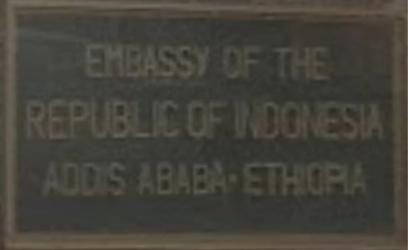 EMBASSY OF THE
REPUBLIC OF INDONESIA
ADDIS ABABA·ETHIOPIA